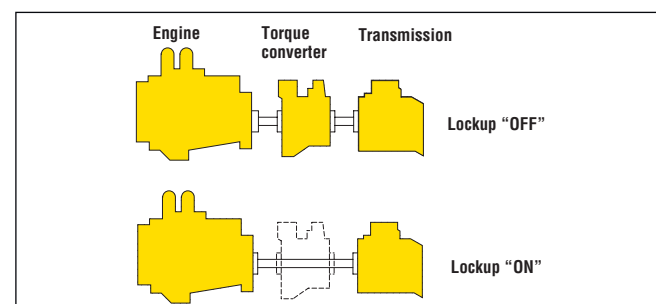 Engine
Torque
converter
Transmission
Lockup “OFF”
Lockup “ON”